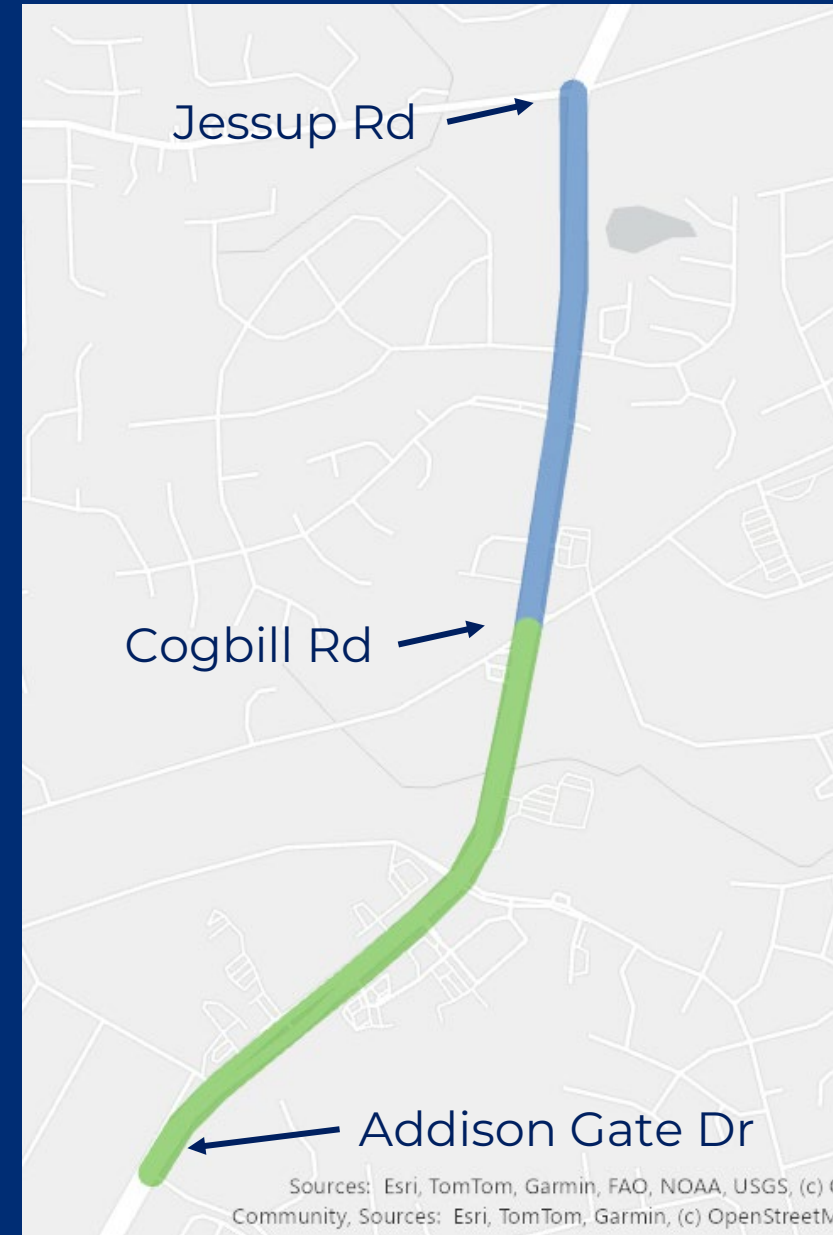 Jessup Rd
Cogbill Rd
Addison Gate Dr
Sources: Esri, TomTom, Garmin, FAO, NOAA, USGS, (c)
Community, Sources: Esri, TomTom, Garmin, (c)